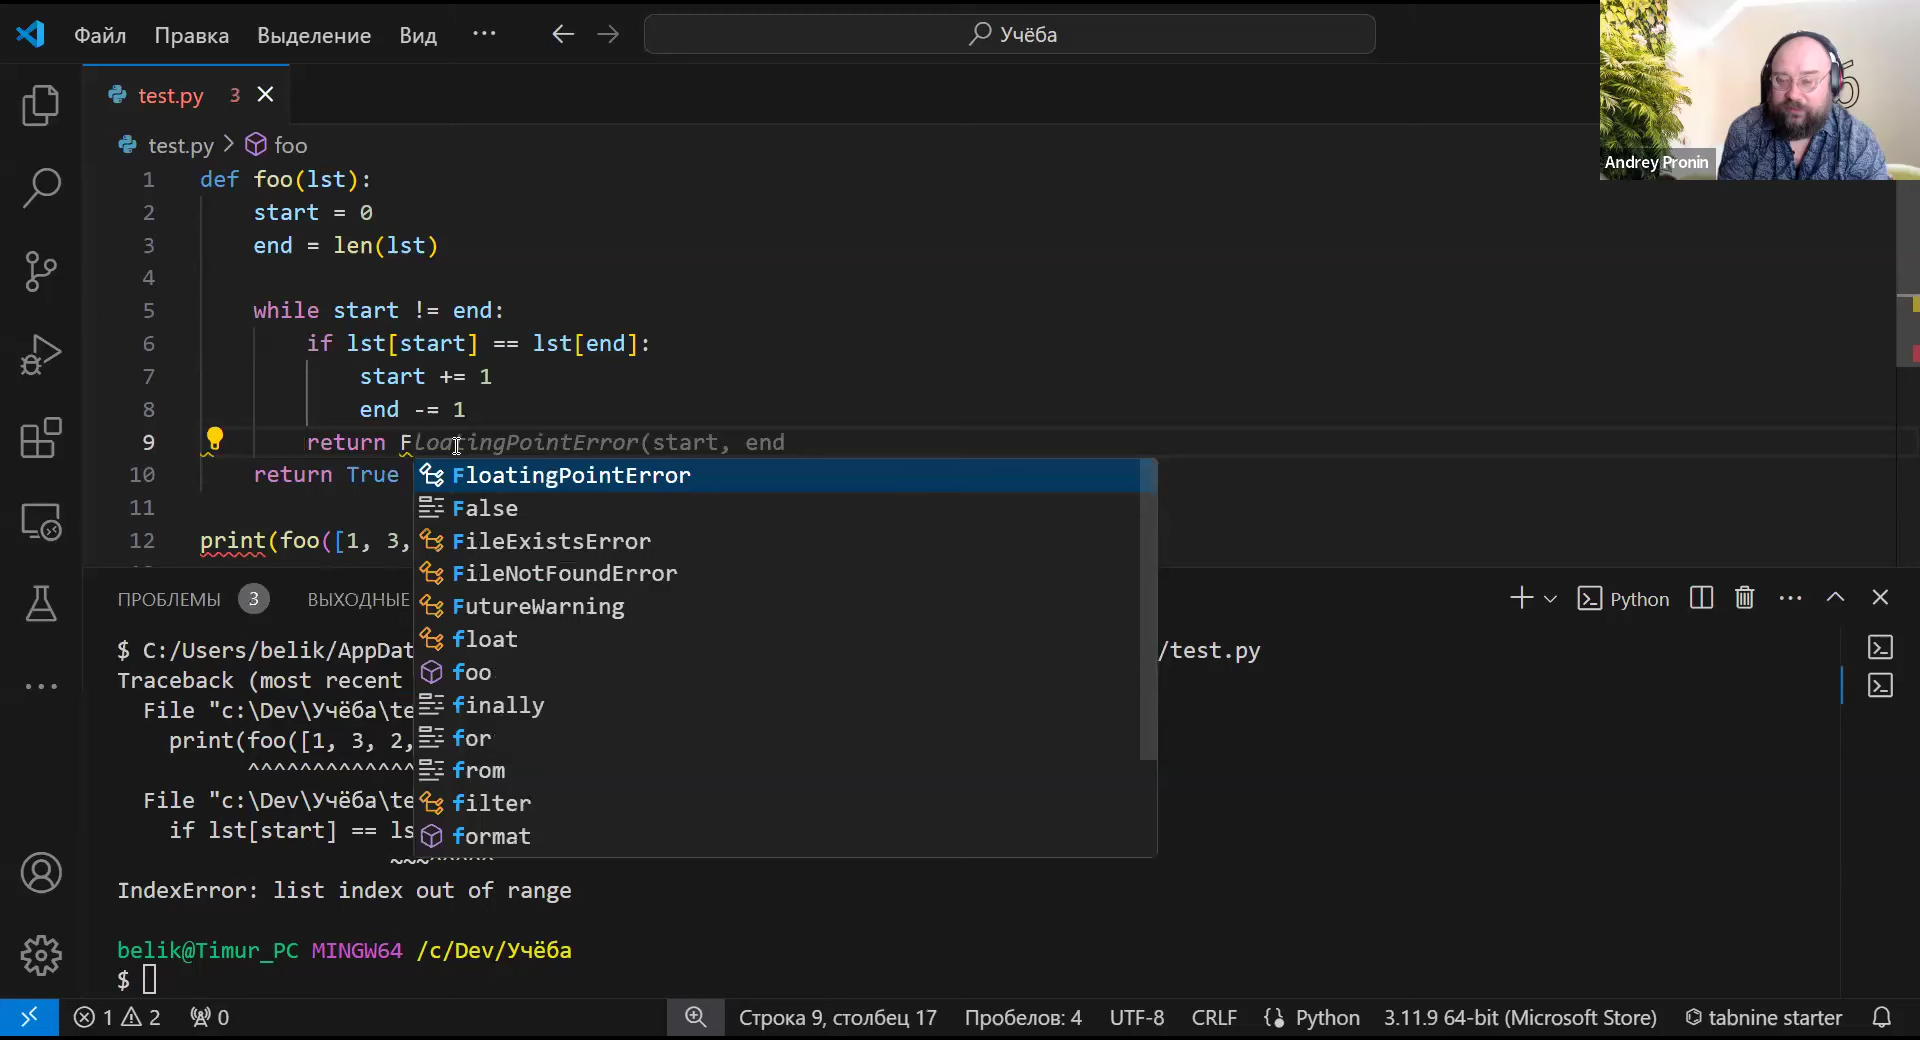 Файл Правка Выделение Вид ··· Учёба
test.py 3
test.py > foo
1 def foo(lst):
2 start = 0
3 end = len(lst)
4
5 while start != end:
6 if lst[start] == lst[end]:
7 start += 1
8 end -= 1
9 return FloatingPointError(start, end
10 return True
11
12 print(foo([1, 3,
FloatingPointError
False
FileExistsError
FileNotFoundError
FutureWarning
float
foo
finally
for
from
filter
format
Andrey Pronin
ПРОБЛЕМЫ 3 ВЫХОДНЫЕ Python
$ C:/Users/belik/AppDat /test.py
Traceback (most recent
File "c:\Dev\Учёба\te
print(foo([1, 3, 2,
^^^^^^^^^^^^^
File "c:\Dev\Учёба\te
if lst[start] == ls
~~~^^^^^
IndexError: list index out of range
belik@Timur_PC MINGW64 /c/Dev/Учёба
$
1 2 0 Строка 9, столбец 17 Пробелов: 4 UTF-8 CRLF Python 3.11.9 64-bit (Microsoft Store) tabnine starter